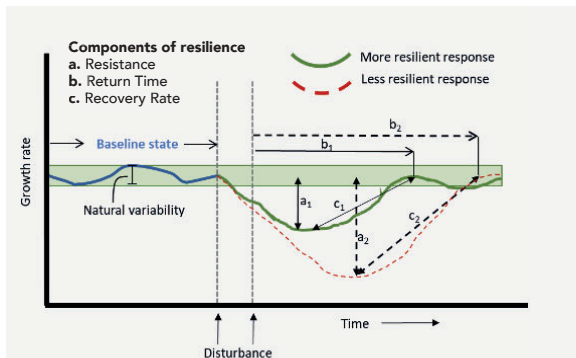 Components of resilience
a. Resistance
b. Return Time
c. Recovery Rate
More resilient response
Less resilient response
b2
b1
Baseline state
Growth rate
Natural variability
a1
c1
a2
c2
Time
Disturbance